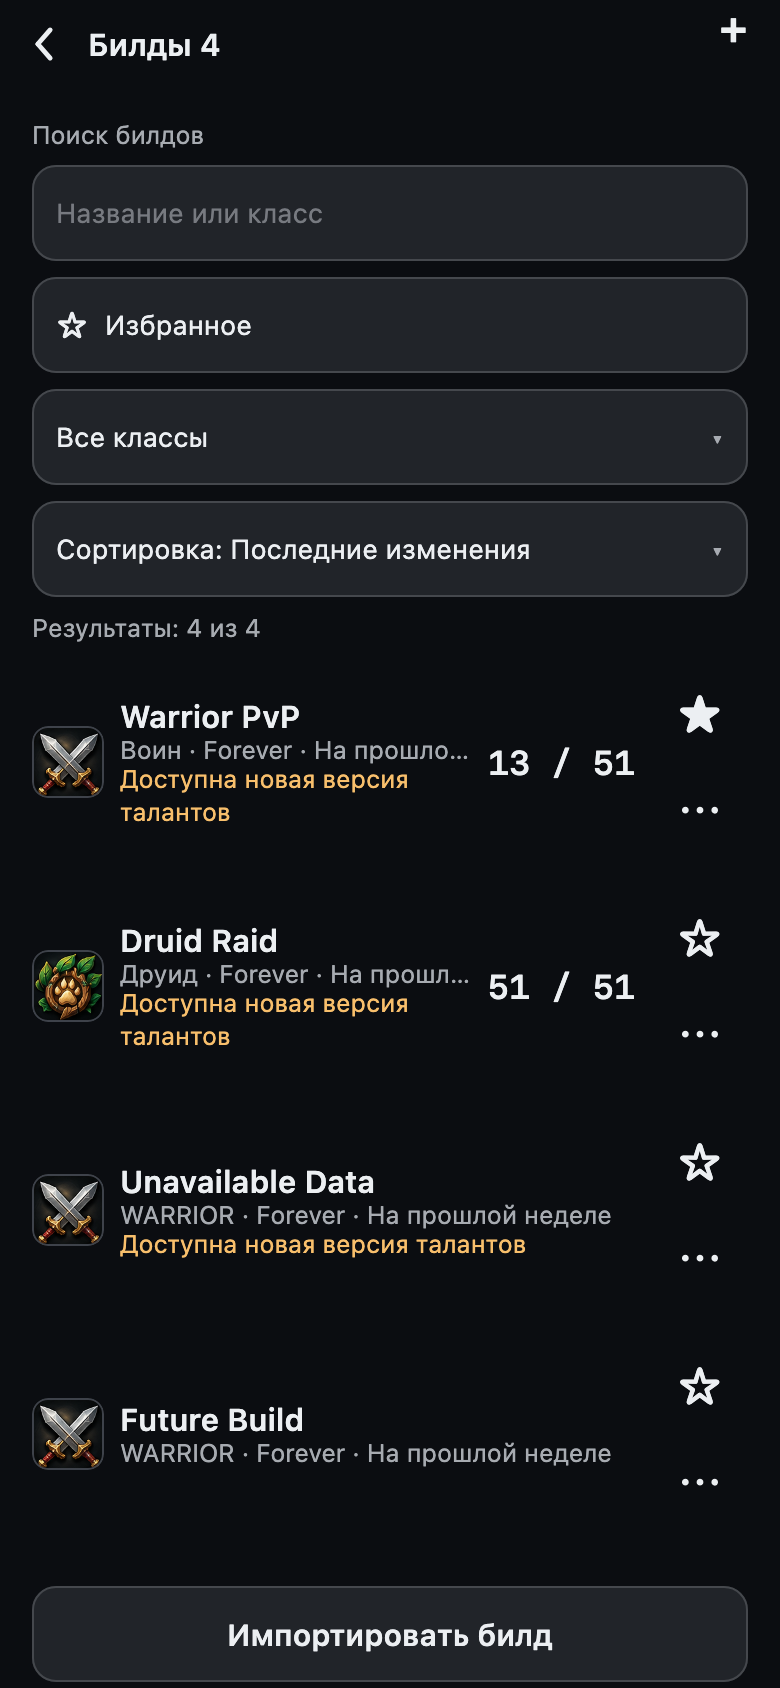 Билды 4
Поиск билдов
Название или класс
Избранное
Все классы
Сортировка: Последние изменения
Результаты: 4 из 4
Warrior PvP
Воин · Forever · На прошло...
Доступна новая версия
талантов
13 / 51
Druid Raid
Друид · Forever · На прошл...
Доступна новая версия
талантов
51 / 51
Unavailable Data
WARRIOR · Forever · На прошлой неделе
Доступна новая версия талантов
Future Build
WARRIOR · Forever · На прошлой неделе
Импортировать билд